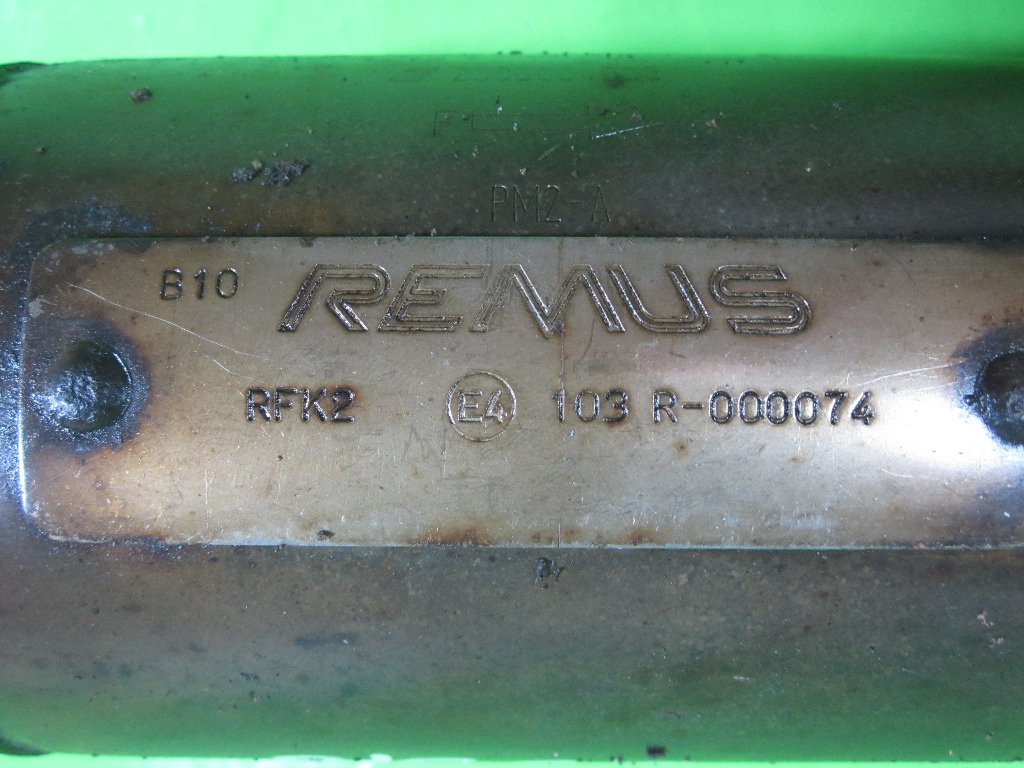 PM2-A
B10 REMUS
RFK2 E4 103 R-000074